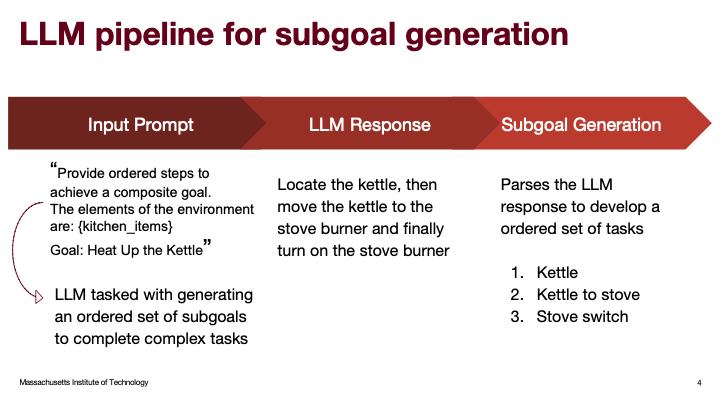 LLM pipeline for subgoal generation
Input Prompt
LLM Response
Subgoal Generation
“Provide ordered steps to
achieve a composite goal.
The elements of the environment
are: {kitchen_items}
Goal: Heat Up the Kettle”
LLM tasked with generating
an ordered set of subgoals
to complete complex tasks
Locate the kettle, then
move the kettle to the
stove burner and finally
turn on the stove burner
Parses the LLM
response to develop a
ordered set of tasks
1. Kettle
2. Kettle to stove
3. Stove switch
Massachusetts Institute of Technology
4